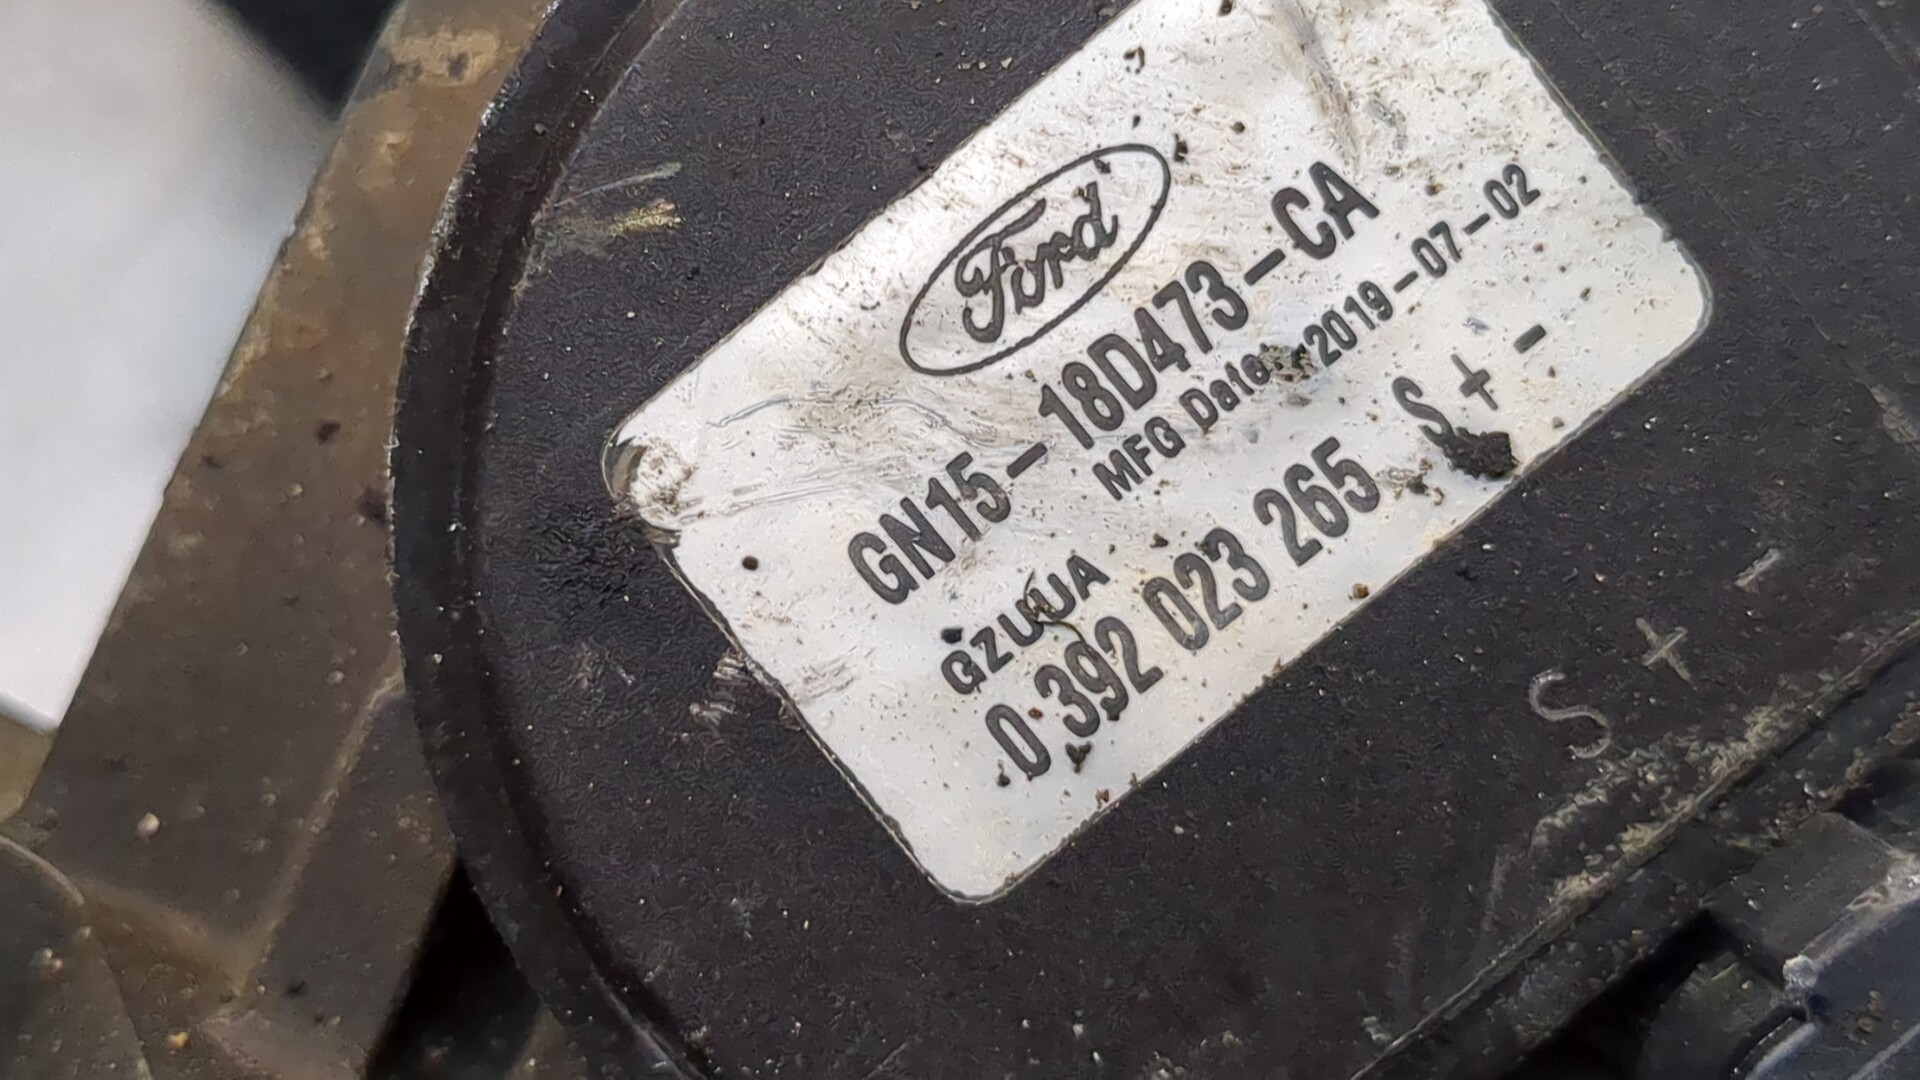 Ford
GN15-18D473-CA
MFG Date: 2019-07-02
GZUUA
0 392 023 265 S + -
S + -